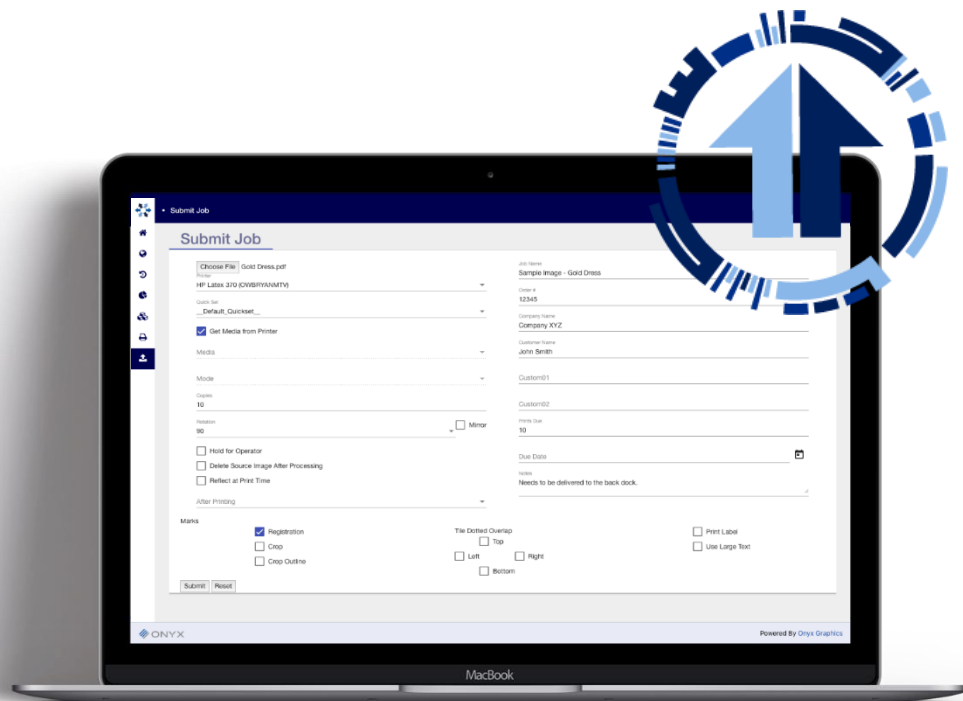 Submit Job
Submit Job
Choose File Gold Dress.pdf
Printer
HP Latex 370 (OWBRYANMTV)
Quick Set
__Default_Quickset__
Get Media from Printer
Media
Mode
Copies
10
Rotation
90
Mirror
Hold for Operator
Delete Source Image After Processing
Reflect at Print Time
After Printing
Job Name
Sample Image - Gold Dress
Order #
12345
Company Name
Company XYZ
Customer Name
John Smith
Custom01
Custom02
Prints Due
10
Due Date
Notes
Needs to be delivered to the back dock.
Marks
Registration
Crop
Crop Outline
Tile Dotted Overlap
Top
Left Right
Bottom
Print Label
Use Large Text
Submit Reset
ONYX
Powered By Onyx Graphics
MacBook